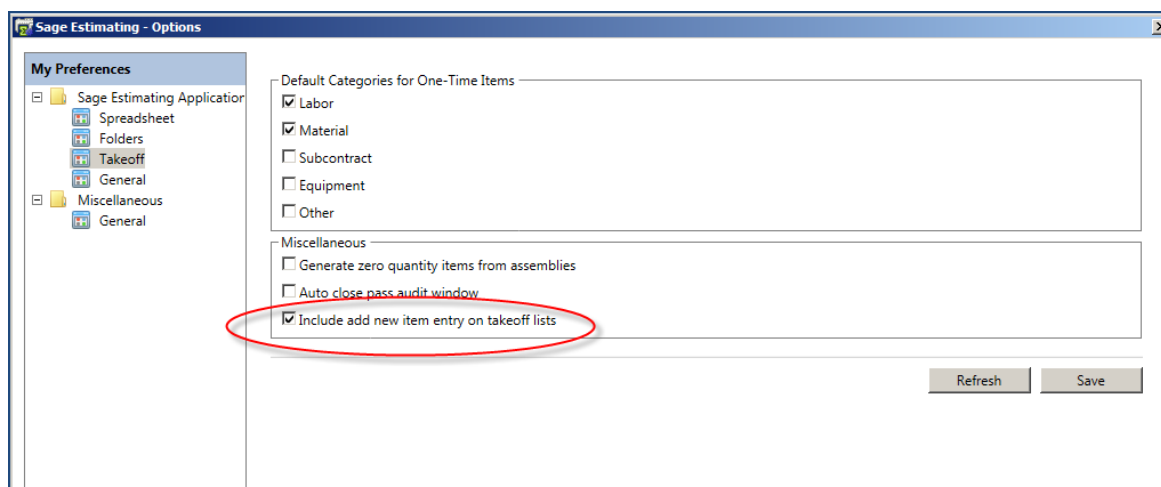 Sage Estimating - Options
My Preferences
Sage Estimating Application
Spreadsheet
Folders
Takeoff
General
Miscellaneous
General
Default Categories for One-Time Items
Labor
Material
Subcontract
Equipment
Other
Miscellaneous
Generate zero quantity items from assemblies
Auto close pass audit window
Include add new item entry on takeoff lists
Refresh
Save